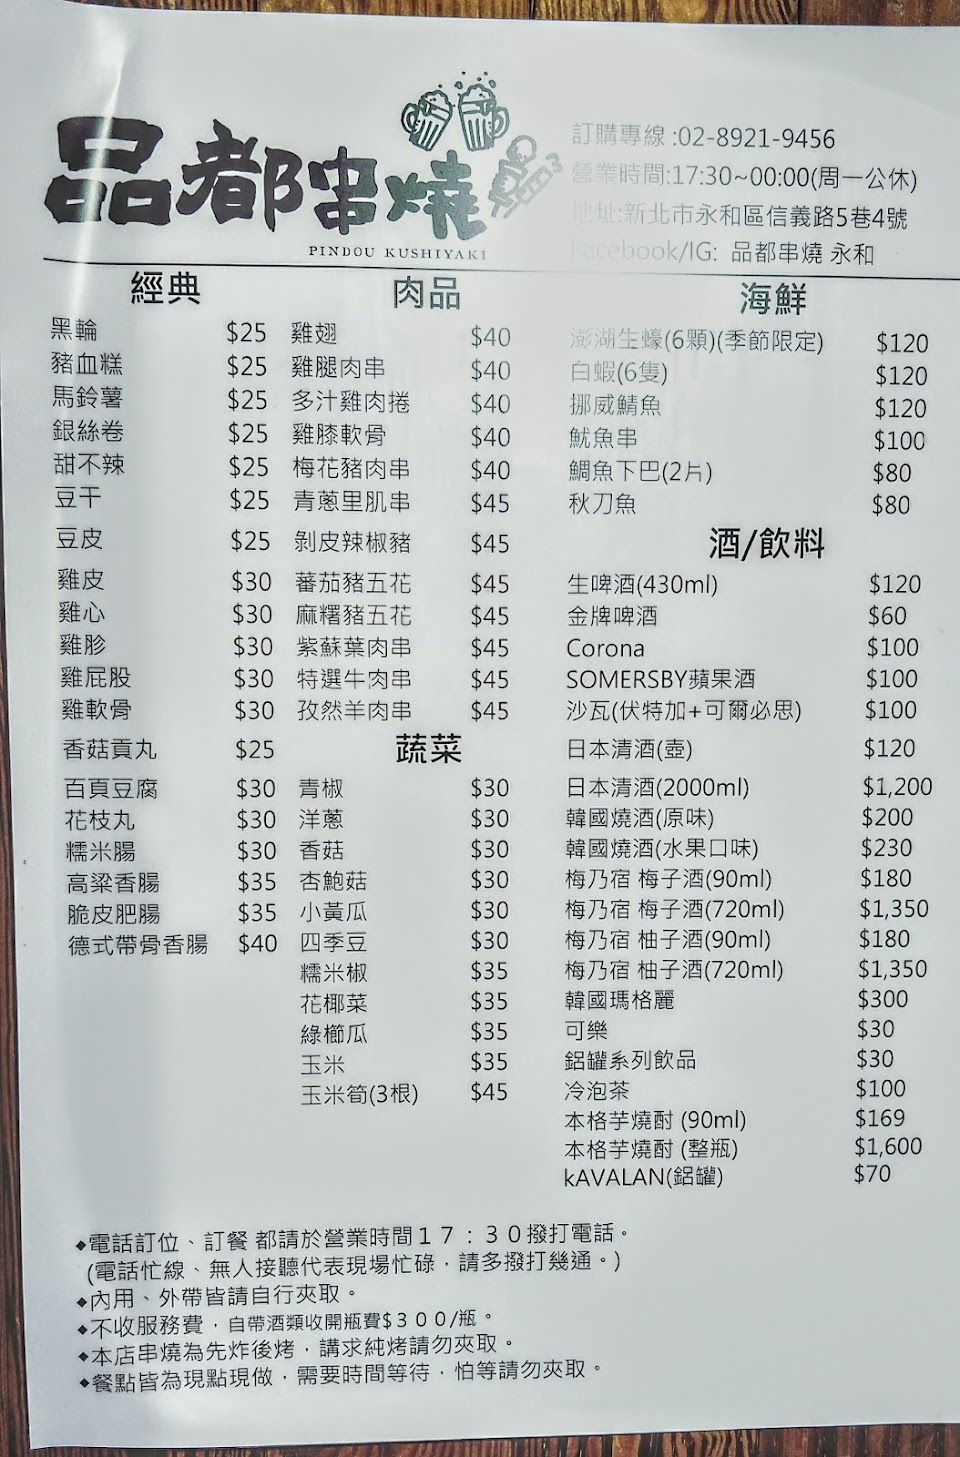 品都串燒
PINDOU KUSHIYAKI
訂購專線:02-8921-9456
營業時間:17:30~00:00(周一公休)
地址:新北市永和區信義路5巷4號
Facebook/IG: 品都串燒 永和
經典
黑輪 $25
豬血糕 $25
馬鈴薯 $25
銀絲卷 $25
甜不辣 $25
豆干 $25
豆皮 $25
雞皮 $30
雞心 $30
雞胗 $30
雞屁股 $30
雞軟骨 $30
香菇貢丸 $25
百頁豆腐 $30
花枝丸 $30
糯米腸 $30
高粱香腸 $35
脆皮肥腸 $35
德式帶骨香腸 $40
肉品
雞翅 $40
雞腿肉串 $40
多汁雞肉捲 $40
雞膝軟骨 $40
梅花豬肉串 $40
青蔥里肌串 $45
剝皮辣椒豬 $45
蕃茄豬五花 $45
麻糬豬五花 $45
紫蘇葉肉串 $45
特選牛肉串 $45
孜然羊肉串 $45
蔬菜
青椒 $30
洋蔥 $30
香菇 $30
杏鮑菇 $30
小黃瓜 $30
四季豆 $30
糯米椒 $35
花椰菜 $35
綠櫛瓜 $35
玉米 $35
玉米筍(3根) $45
海鮮
澎湖生蠔(6顆)(季節限定) $120
白蝦(6隻) $120
挪威鯖魚 $120
魷魚串 $100
鯛魚下巴(2片) $80
秋刀魚 $80
酒/飲料
生啤酒(430ml) $120
金牌啤酒 $60
Corona $100
SOMERSBY蘋果酒 $100
沙瓦(伏特加+可爾必思) $100
日本清酒(壺) $120
日本清酒(2000ml) $1,200
韓國燒酒(原味) $200
韓國燒酒(水果口味) $230
梅乃宿 梅子酒(90ml) $180
梅乃宿 梅子酒(720ml) $1,350
梅乃宿 柚子酒(90ml) $180
梅乃宿 柚子酒(720ml) $1,350
韓國瑪格麗 $300
可樂 $30
鋁罐系列飲品 $30
冷泡茶 $100
本格芋燒酎 (90ml) $169
本格芋燒酎 (整瓶) $1,600
kAVALAN(鋁罐) $70
◆電話訂位、訂餐 都請於營業時間17：30撥打電話。
(電話忙線、無人接聽代表現場忙碌，請多撥打幾通。)
◆內用、外帶皆請自行夾取。
◆不收服務費，自帶酒類收開瓶費$300/瓶。
◆本店串燒為先炸後烤，講求純烤請勿夾取。
◆餐點皆為現點現做，需要時間等待，怕等請勿夾取。